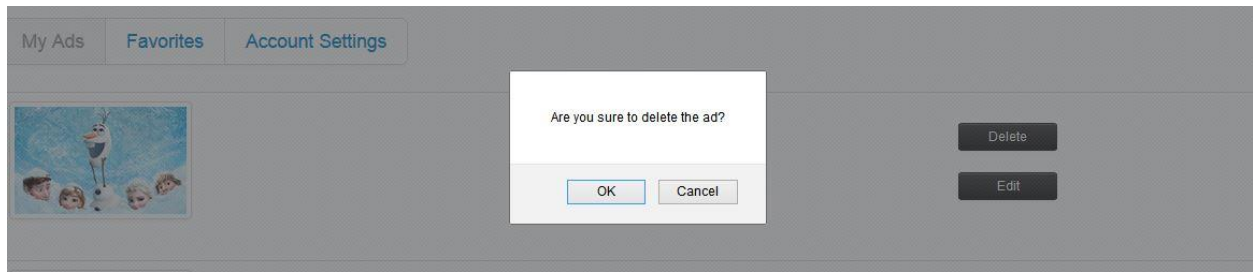 My Ads Favorites Account Settings
Are you sure to delete the ad?
OK Cancel
Delete
Edit